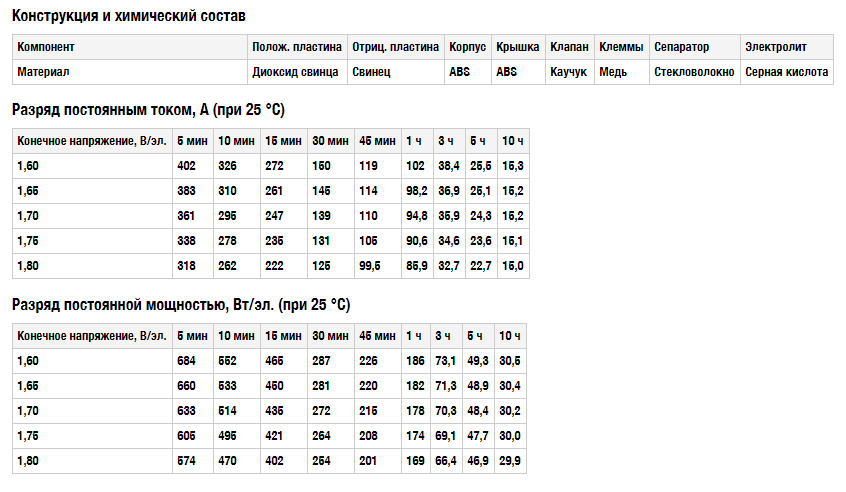 Конструкция и химический состав
Компонент Полож. пластина Отриц. пластина Корпус Крышка Клапан Клеммы Сепаратор Электролит
Материал Диоксид свинца Свинец ABS ABS Каучук Медь Стекловолокно Серная кислота
Разряд постоянным током, А (при 25 °C)
Конечное напряжение, В/эл. 5 мин 10 мин 15 мин 30 мин 45 мин 1 ч 3 ч 5 ч 10 ч
1,60 402 326 272 150 119 102 38,4 25,5 15,3
1,65 383 310 261 145 114 98,2 36,9 25,1 15,2
1,70 361 295 247 139 110 94,8 35,9 24,3 15,2
1,75 338 278 235 131 105 90,6 34,6 23,6 15,1
1,80 318 262 222 125 99,5 85,9 32,7 22,7 15,0
Разряд постоянной мощностью, Вт/эл. (при 25 °C)
Конечное напряжение, В/эл. 5 мин 10 мин 15 мин 30 мин 45 мин 1 ч 3 ч 5 ч 10 ч
1,60 684 552 465 287 226 186 73,1 49,3 30,5
1,65 660 533 450 281 220 182 71,3 48,9 30,4
1,70 633 514 435 272 215 178 70,3 48,4 30,2
1,75 605 495 421 264 208 174 69,1 47,7 30,0
1,80 574 470 402 254 201 169 66,4 46,9 29,9